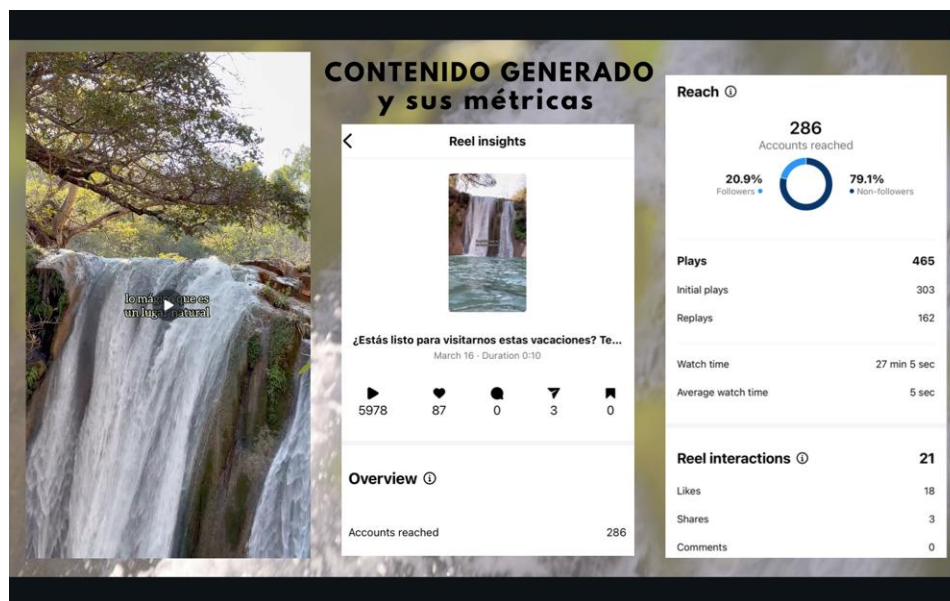 CONTENIDO GENERADO
y sus métricas
lo má que es
un lugar natural
Reel insights
¿Estás listo para visitarnos estas vacaciones? Te...
March 16 · Duration 0:10
5978
87
0
3
0
Overview
Accounts reached 286
Reach
286
Accounts reached
20.9%
Followers
79.1%
Non-followers
Plays 465
Initial plays 303
Replays 162
Watch time 27 min 5 sec
Average watch time 5 sec
Reel interactions 21
Likes 18
Shares 3
Comments 0